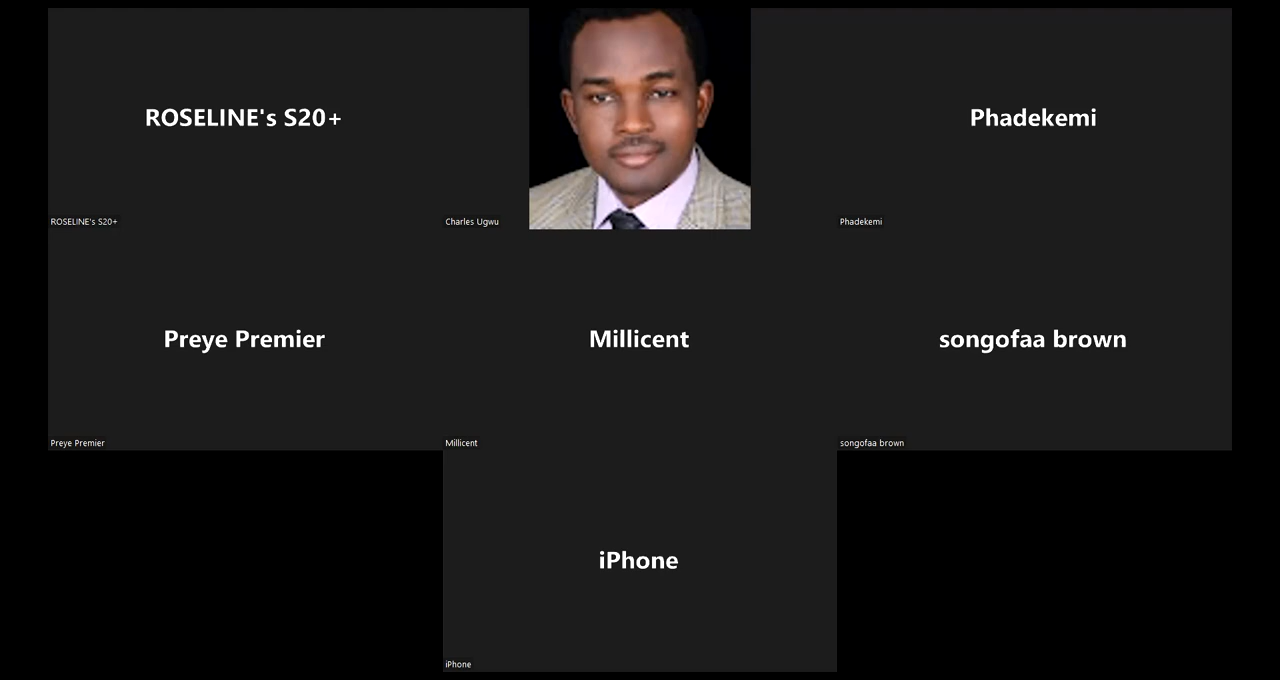 ROSELINE's S20+
Phadekemi
ROSELINE's S20+
Charles Ugwu
Phadekemi
Preye Premier
Millicent
songofaa brown
Preye Premier
Millicent
songofaa brown
iPhone
iPhone